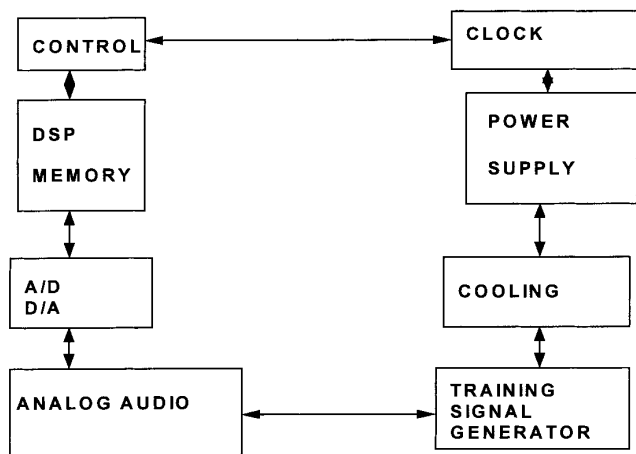 CONTROL
CLOCK
DSP
MEMORY
POWER
SUPPLY
A/D
D/A
COOLING
ANALOG AUDIO
TRAINING
SIGNAL
GENERATOR